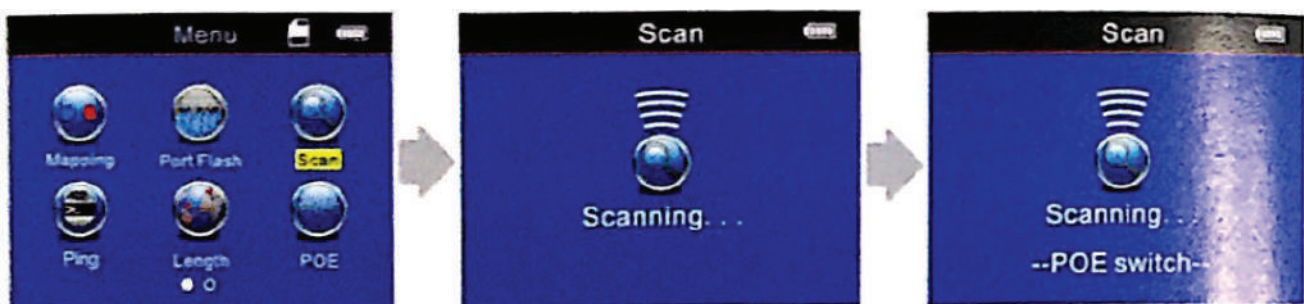 Menu
Mapping Port Flash Scan
Ping Length POE
Scan
Scanning...
Scan
Scanning...
--POE switch--